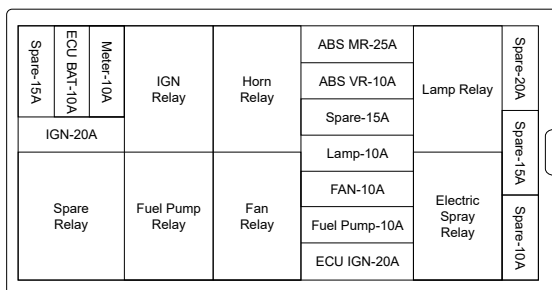 Spare-15A
ECU BAT-10A
Meter-10A
IGN-20A
Spare
Relay
IGN
Relay
Fuel Pump
Relay
Horn
Relay
Fan
Relay
ABS MR-25A
ABS VR-10A
Spare-15A
Lamp-10A
FAN-10A
Fuel Pump-10A
ECU IGN-20A
Lamp Relay
Electric
Spray
Relay
Spare-20A
Spare-15A
Spare-10A